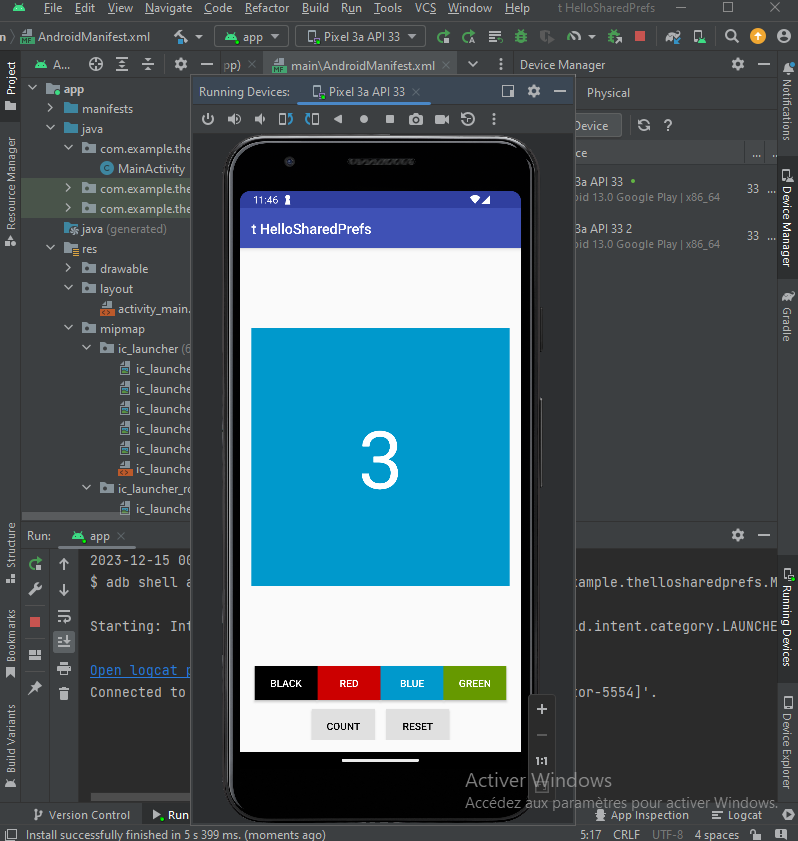 File Edit View Navigate Code Refactor Build Run Tools VCS Window Help t HelloSharedPrefs
AndroidManifest.xml app Pixel 3a API 33
A... pp) main\AndroidManifest.xml Device Manager
Project
Resource Manager
Structure
Bookmarks
Build Variants
app
manifests
java
com.example.the
MainActivity
com.example.the
com.example.the
java (generated)
res
drawable
layout
activity_main.
mipmap
ic_launcher (6
ic_launche
ic_launche
ic_launche
ic_launche
ic_launche
ic_launche
ic_launcher_ro
ic_launche
Running Devices: Pixel 3a API 33
11:46
t HelloSharedPrefs
3
BLACK RED BLUE GREEN
COUNT RESET
1:1
Physical
Device ?
ce ... ...
3a API 33 33 ...
oid 13.0 Google Play | x86_64
3a API 33 2 33 ...
oid 13.0 Google Play | x86_64
Notifications
Device Manager
Gradle
Running Devices
Device Explorer
Run: app
2023-12-15 00
$ adb shell a ample.thellosharedprefs.M
Starting: Int d.intent.category.LAUNCHE
Open logcat p
Connected to tor-5554]'.
Activer Windows
Accédez aux paramètres pour activer Windows.
Version Control Run App Inspection Logcat
Install successfully finished in 5 s 399 ms. (moments ago) 5:17 CRLF UTF-8 4 spaces